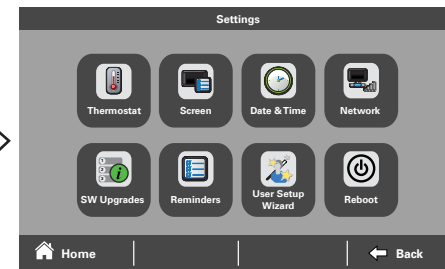 Settings
Thermostat Screen Date & Time Network
SW Upgrades Reminders User Setup Wizard Reboot
Home Back